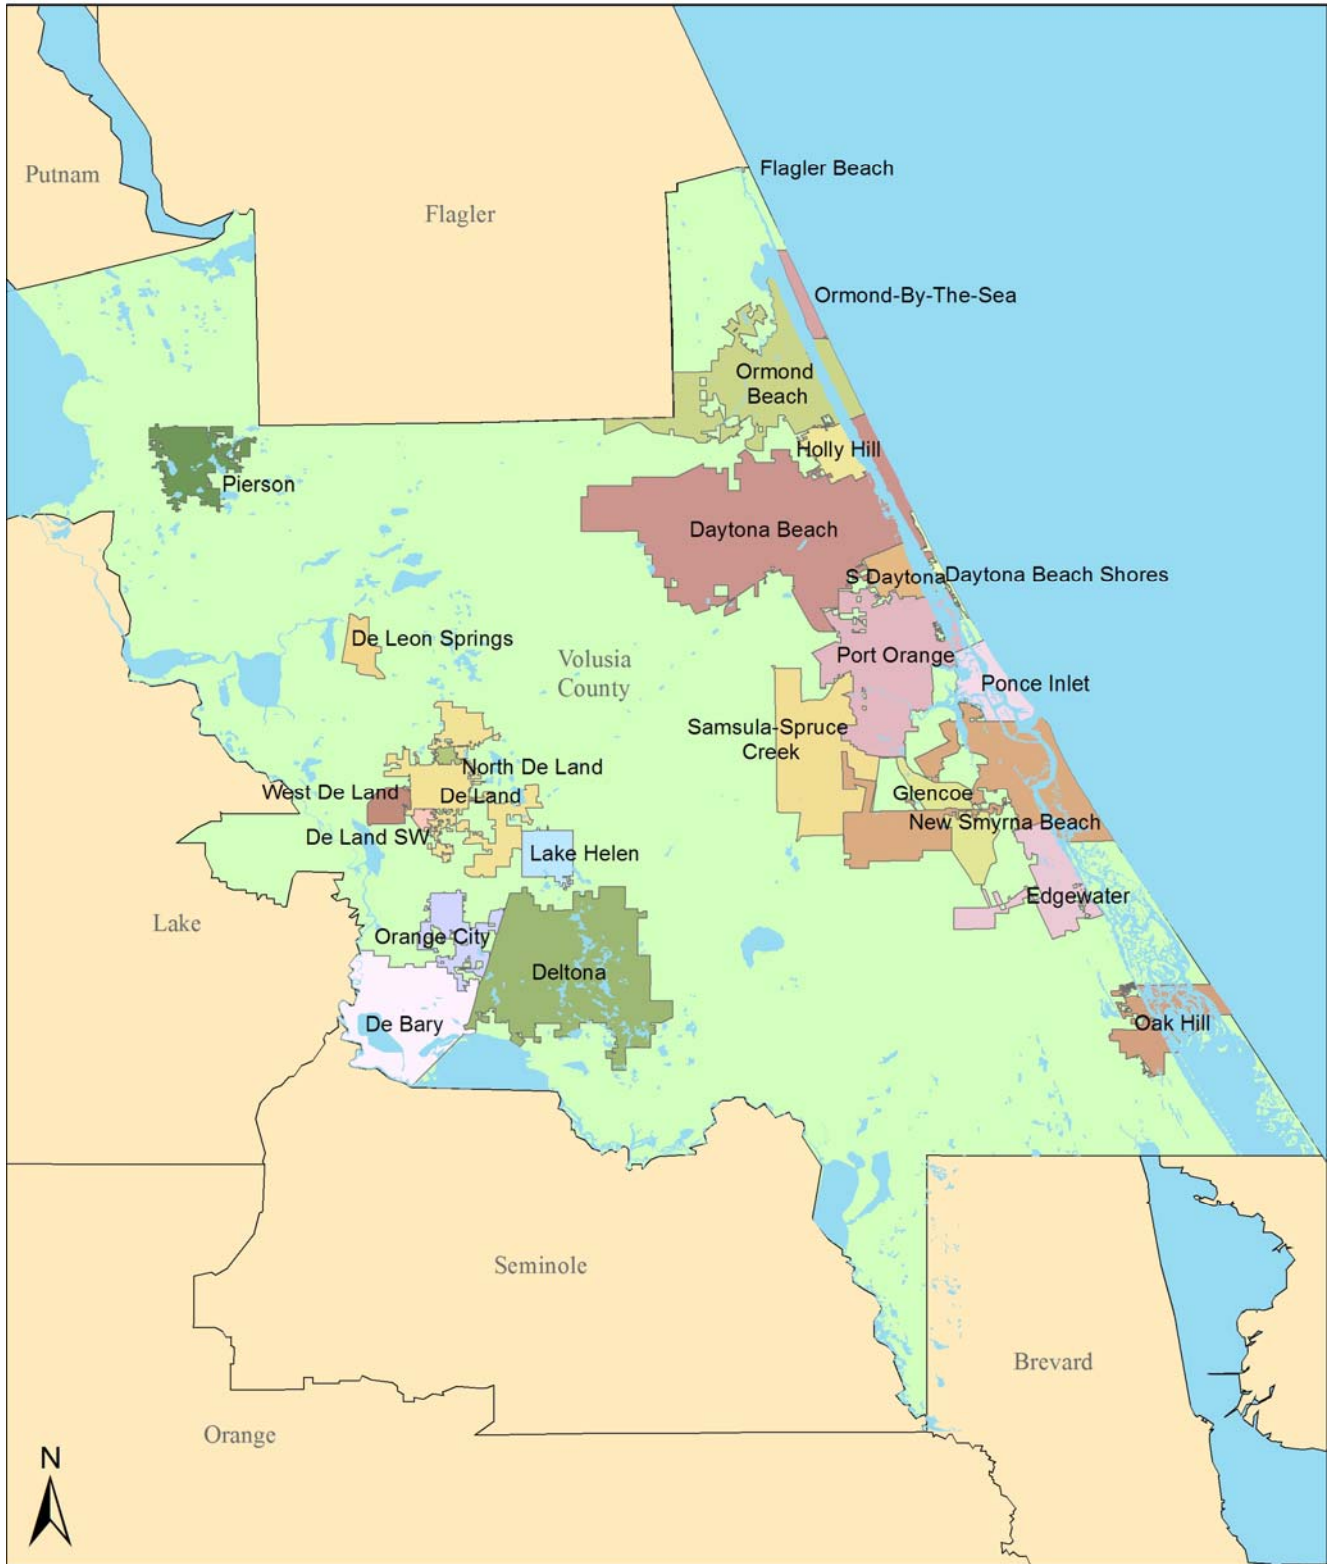 Flagler Beach
Putnam
Flagler
Ormond-By-The-Sea
Ormond
Beach
Holly Hill
Pierson
Daytona Beach
S Daytona
Daytona Beach Shores
De Leon Springs
Volusia
County
Port Orange
Ponce Inlet
Samsula-Spruce
Creek
North De Land
West De Land
De Land
Glencoe
New Smyrna Beach
De Land SW
Lake Helen
Edgewater
Lake
Orange City
Deltona
De Bary
Oak Hill
Seminole
Brevard
Orange
N